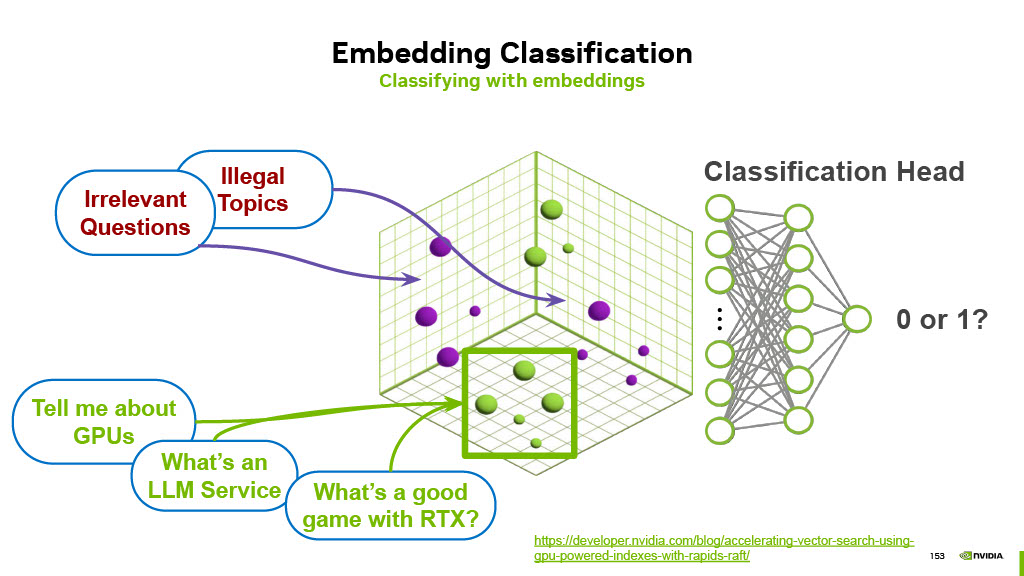 Embedding Classification
Classifying with embeddings
Illegal
Topics
Irrelevant
Questions
Classification Head
0 or 1?
Tell me about
GPUs
What's an
LLM Service
What's a good
game with RTX?
https://developer.nvidia.com/blog/accelerating-vector-search-using-
gpu-powered-indexes-with-rapids-raft/
153
NVIDIA.